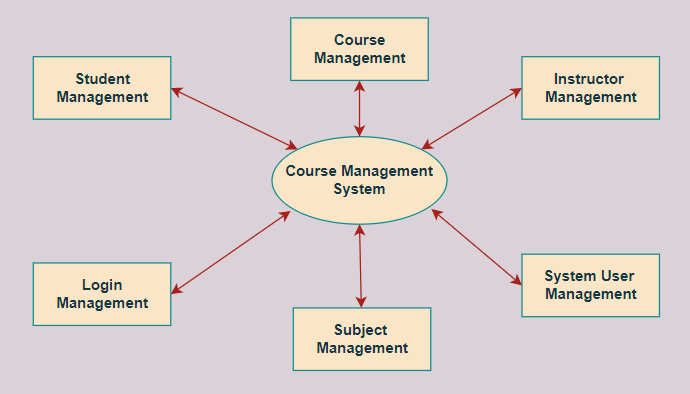 Course
Management
Student
Management
Instructor
Management
Course Management
System
Login
Management
System User
Management
Subject
Management